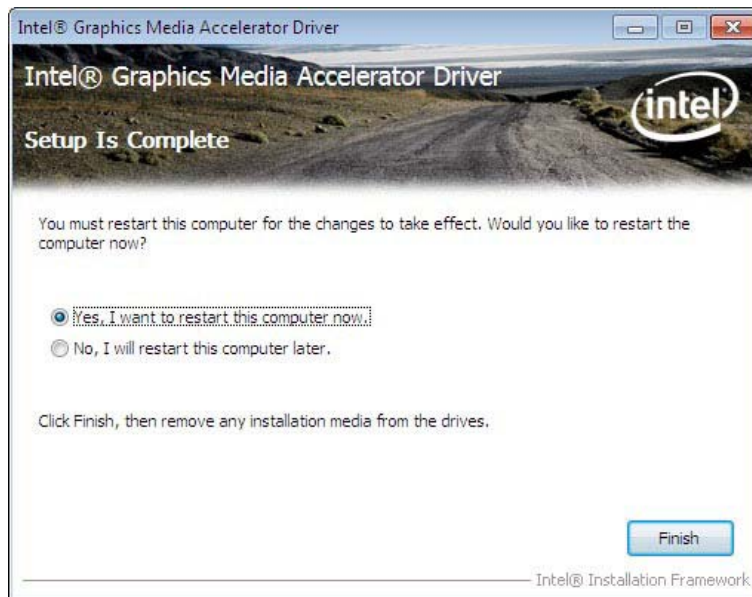 Intel® Graphics Media Accelerator Driver
Intel® Graphics Media Accelerator Driver
intel
Setup Is Complete
You must restart this computer for the changes to take effect. Would you like to restart the
computer now?
Yes, I want to restart this computer now.
No, I will restart this computer later.
Click Finish, then remove any installation media from the drives.
Finish
Intel® Installation Framework